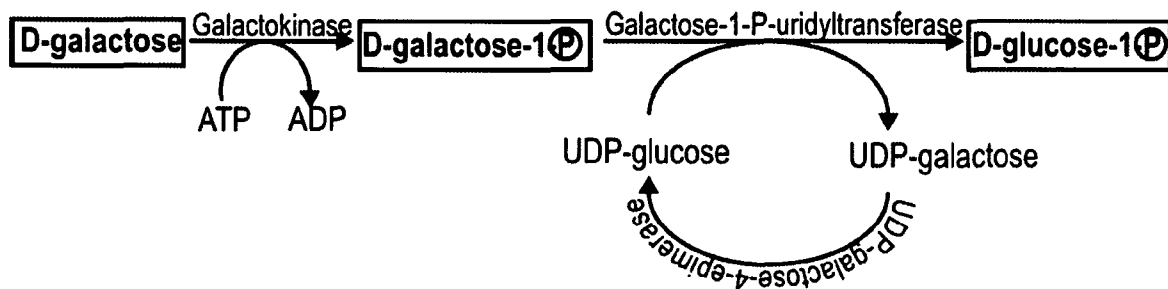 Galactokinase
Galactose-1-P-uridyltransferase
D-galactose
D-galactose-1-P
D-glucose-1-P
ATP
ADP
UDP-glucose
UDP-galactose
UDP-galactose-4-epimerase